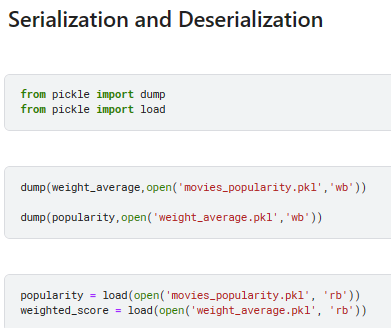 Serialization and Deserialization
from pickle import dump
from pickle import load
dump(weight_average,open('movies_popularity.pkl','wb'))
dump(popularity,open('weight_average.pkl','wb'))
popularity = load(open('movies_popularity.pkl', 'rb'))
weighted_score = load(open('weight_average.pkl', 'rb'))